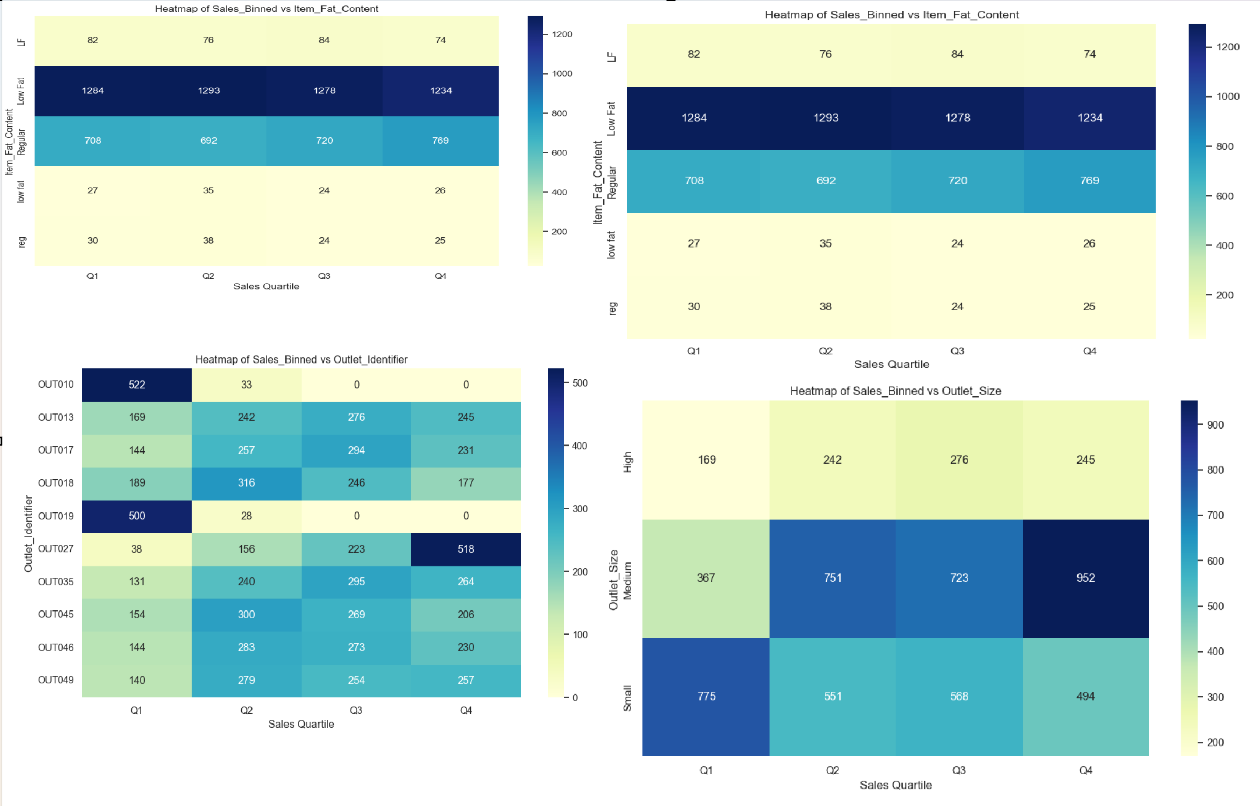 Heatmap of Sales_Binned vs Item_Fat_Content
LF 82 76 84 74
Low Fat 1284 1293 1278 1234
Regular 708 692 720 769
low fat 27 35 24 26
reg 30 38 24 25
Item_Fat_Content
Q1 Q2 Q3 Q4
Sales Quartile
1200
1000
800
600
400
200
Heatmap of Sales_Binned vs Item_Fat_Content
LF 82 76 84 74
Low Fat 1284 1293 1278 1234
Regular 708 692 720 769
low fat 27 35 24 26
reg 30 38 24 25
Item_Fat_Content
Q1 Q2 Q3 Q4
Sales Quartile
1200
1000
800
600
400
200
Heatmap of Sales_Binned vs Outlet_Identifier
OUT010 522 33 0 0
OUT013 169 242 276 245
OUT017 144 257 294 231
OUT018 189 316 246 177
OUT019 500 28 0 0
OUT027 38 156 223 518
OUT035 131 240 295 264
OUT045 154 300 269 206
OUT046 144 283 273 230
OUT049 140 279 254 257
Outlet_Identifier
Q1 Q2 Q3 Q4
Sales Quartile
500
400
300
200
100
0
Heatmap of Sales_Binned vs Outlet_Size
High 169 242 276 245
Medium 367 751 723 952
Small 775 551 568 494
Outlet_Size
Q1 Q2 Q3 Q4
Sales Quartile
900
800
700
600
500
400
300
200